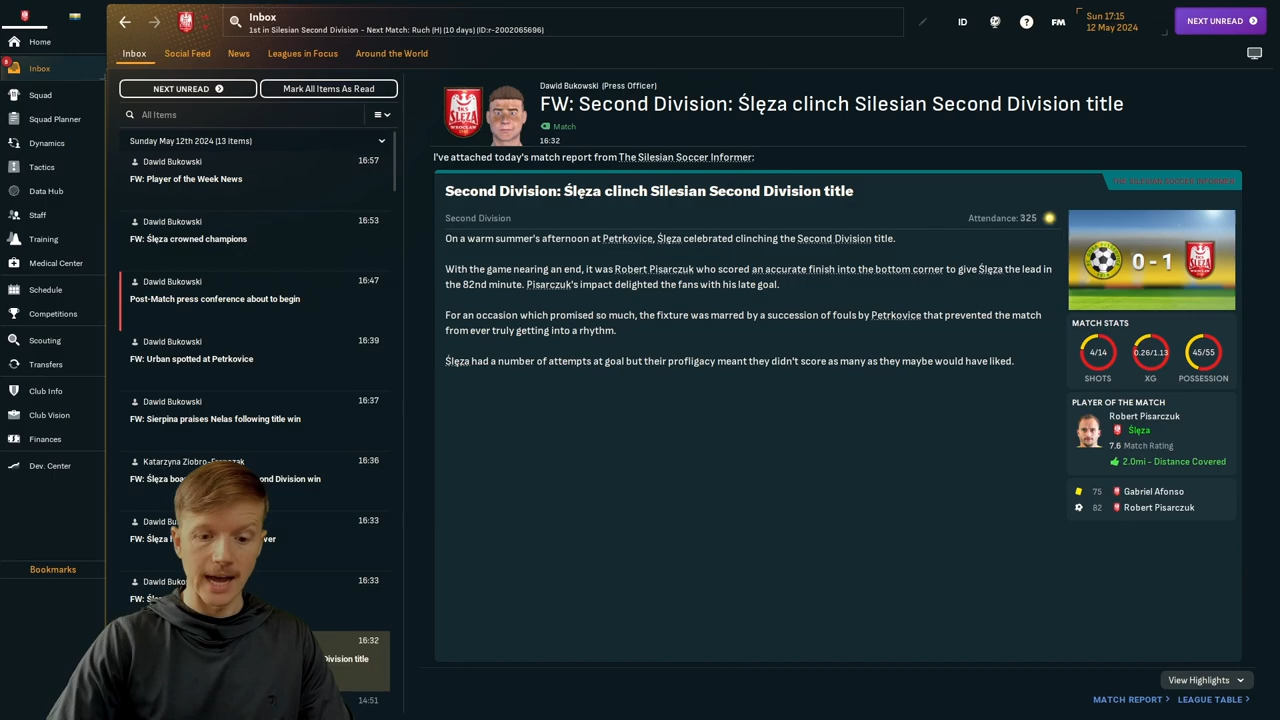 Inbox
1st in Silesian Second Division - Next Match: Ruch (H) (10 days) (ID:r-2002065696)
ID
FM
Sun 17:15
12 May 2024
NEXT UNREAD
Home
8
Inbox
Squad
Squad Planner
Dynamics
Tactics
Data Hub
Staff
Training
Medical Center
Schedule
Competitions
Scouting
Transfers
Club Info
Club Vision
Finances
Dev. Center
Bookmarks
Inbox
Social Feed
News
Leagues in Focus
Around the World
NEXT UNREAD
Mark All Items As Read
All Items
Sunday May 12th 2024 (13 items)
Dawid Bukowski 16:57
FW: Player of the Week News
Dawid Bukowski 16:53
FW: Ślęza crowned champions
Dawid Bukowski 16:47
Post-Match press conference about to begin
Dawid Bukowski 16:39
FW: Urban spotted at Petrkovice
Dawid Bukowski 16:37
FW: Sierpina praises Nelas following title win
Katarzyna 16:36
FW: Ślęza Division win
Dawid 16:33
FW: Ślęza
Dawid 16:33
FW:
16:32
Division title
14:51
Dawid Bukowski (Press Officer)
FW: Second Division: Ślęza clinch Silesian Second Division title
Match
16:32
I've attached today's match report from The Silesian Soccer Informer:
THE SILESIAN SOCCER INFORMER
Second Division: Ślęza clinch Silesian Second Division title
Second Division
Attendance: 325
On a warm summer's afternoon at Petrkovice, Ślęza celebrated clinching the Second Division title.
With the game nearing an end, it was Robert Pisarczuk who scored an accurate finish into the bottom corner to give Ślęza the lead in
the 82nd minute. Pisarczuk's impact delighted the fans with his late goal.
For an occasion which promised so much, the fixture was marred by a succession of fouls by Petrkovice that prevented the match
from ever truly getting into a rhythm.
Ślęza had a number of attempts at goal but their profligacy meant they didn't score as many as they maybe would have liked.
0 - 1
MATCH STATS
4/14
0.26/1.13
45/55
SHOTS
XG
POSSESSION
PLAYER OF THE MATCH
Robert Pisarczuk
Ślęza
7.6 Match Rating
2.0mi - Distance Covered
75 Gabriel Afonso
82 Robert Pisarczuk
View Highlights
MATCH REPORT
LEAGUE TABLE